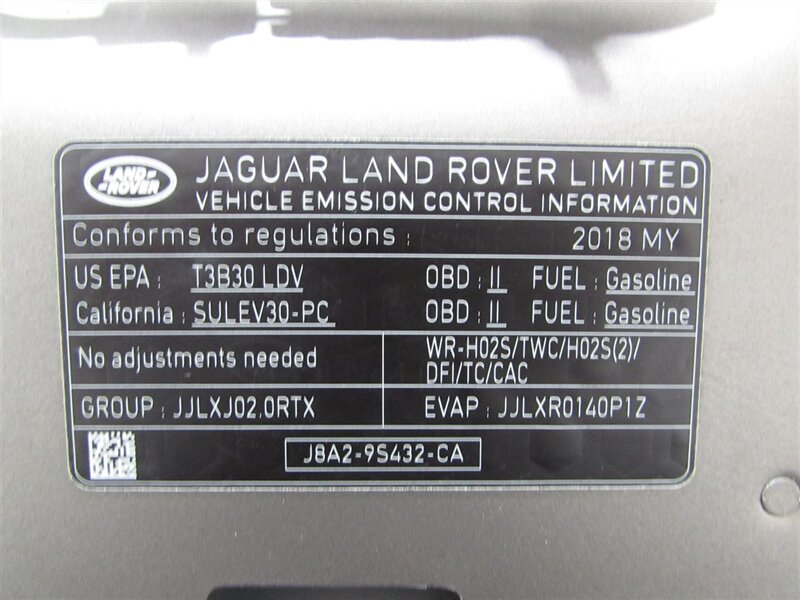 LAND
ROVER
JAGUAR LAND ROVER LIMITED
VEHICLE EMISSION CONTROL INFORMATION
Conforms to regulations : 2018 MY
US EPA : T3B30 LDV OBD : II FUEL : Gasoline
California : SULEV30-PC OBD : II FUEL : Gasoline
No adjustments needed
WR-HO2S/TWC/HO2S(2)/
DFI/TC/CAC
GROUP : JJLXJ02.0RTX EVAP : JJLXR0140P1Z
J8A2-9S432-CA